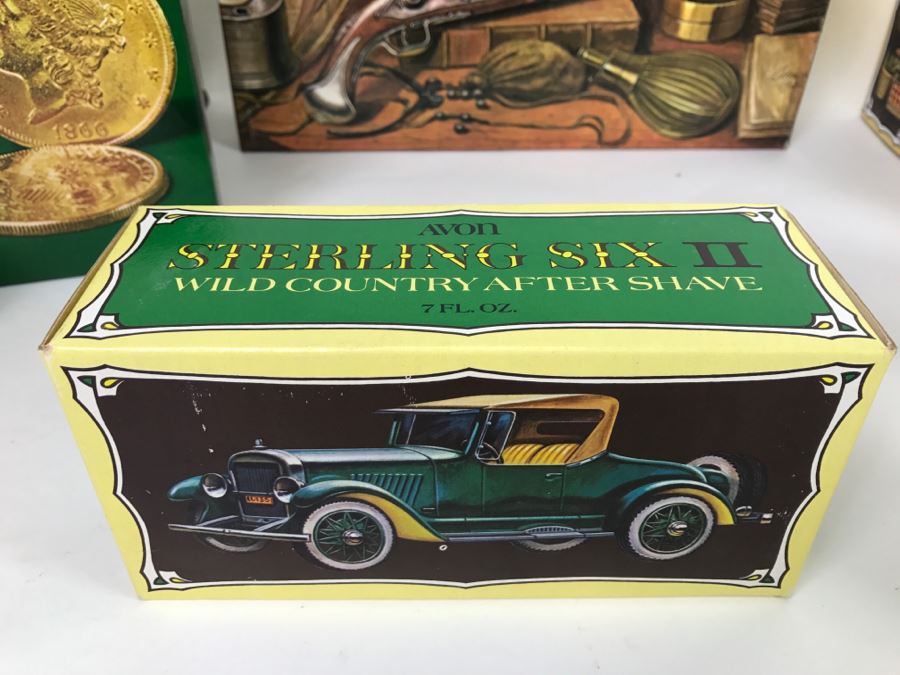 1866
AVON
STERLING SIX II
WILD COUNTRY AFTER SHAVE
7 FL. OZ.